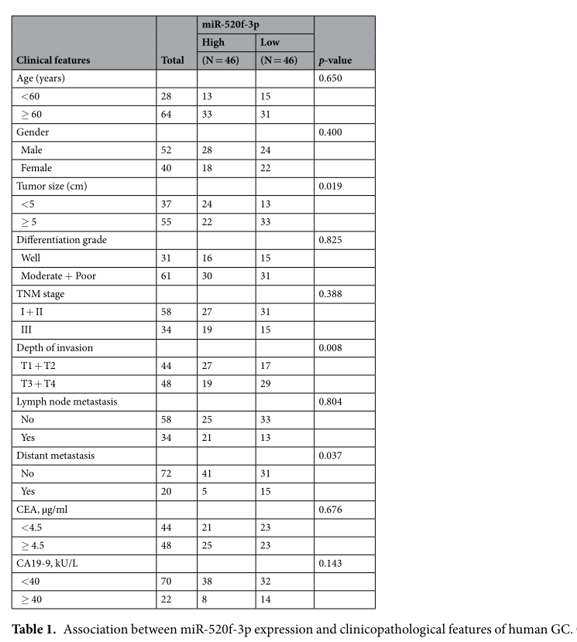 miR-520f-3p
High Low
Clinical features Total (N = 46) (N = 46) p-value
Age (years) 0.650
<60 28 13 15
≥ 60 64 33 31
Gender 0.400
Male 52 28 24
Female 40 18 22
Tumor size (cm) 0.019
<5 37 24 13
≥ 5 55 22 33
Differentiation grade 0.825
Well 31 16 15
Moderate + Poor 61 30 31
TNM stage 0.388
I + II 58 27 31
III 34 19 15
Depth of invasion 0.008
T1 + T2 44 27 17
T3 + T4 48 19 29
Lymph node metastasis 0.804
No 58 25 33
Yes 34 21 13
Distant metastasis 0.037
No 72 41 31
Yes 20 5 15
CEA, μg/ml 0.676
<4.5 44 21 23
≥ 4.5 48 25 23
CA19-9, kU/L 0.143
<40 70 38 32
≥ 40 22 8 14
Table 1. Association between miR-520f-3p expression and clinicopathological features of human GC.